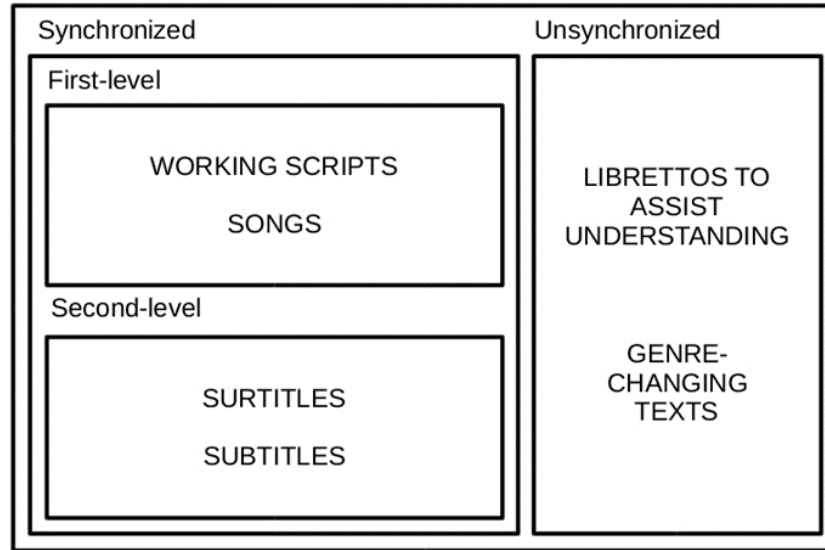 Synchronized
First-level
WORKING SCRIPTS
SONGS
Second-level
SURTITLES
SUBTITLES
Unsynchronized
LIBRETTOS TO
ASSIST
UNDERSTANDING
GENRE-
CHANGING
TEXTS